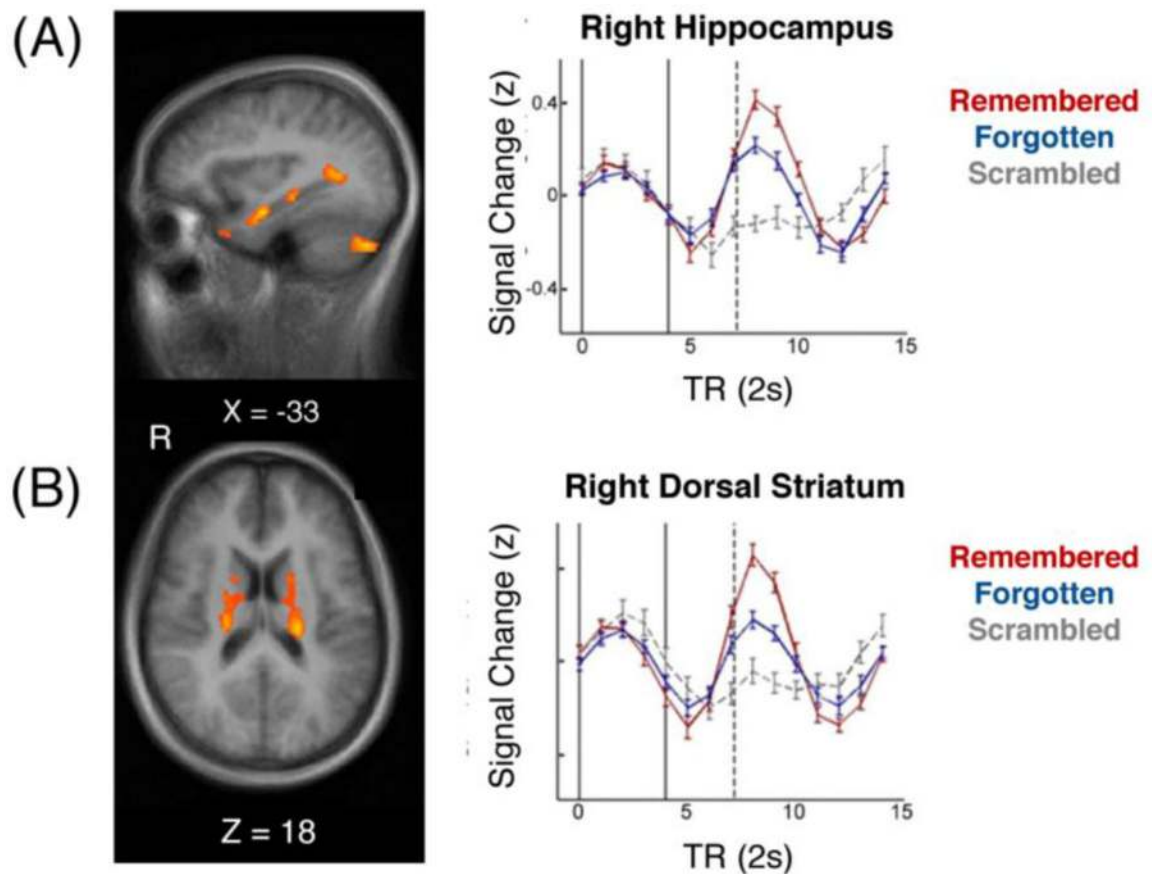 (A)
Right Hippocampus
Signal Change (z)
0.4
0
-0.4
0
5
10
15
TR (2s)
Remembered
Forgotten
Scrambled
X = -33
R
(B)
Right Dorsal Striatum
Signal Change (z)
0
5
10
15
TR (2s)
Remembered
Forgotten
Scrambled
Z = 18